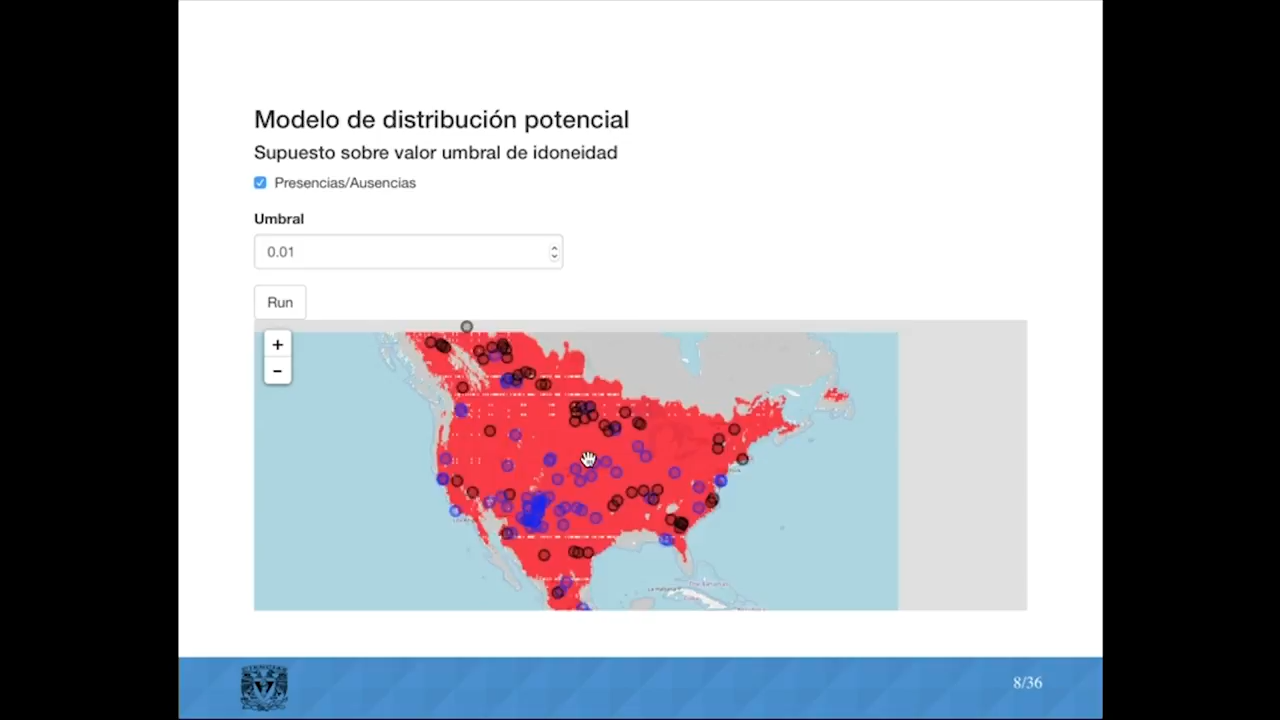 Modelo de distribución potencial
Supuesto sobre valor umbral de idoneidad
Presencias/Ausencias
Umbral
0.01
Run
+
-
8/36